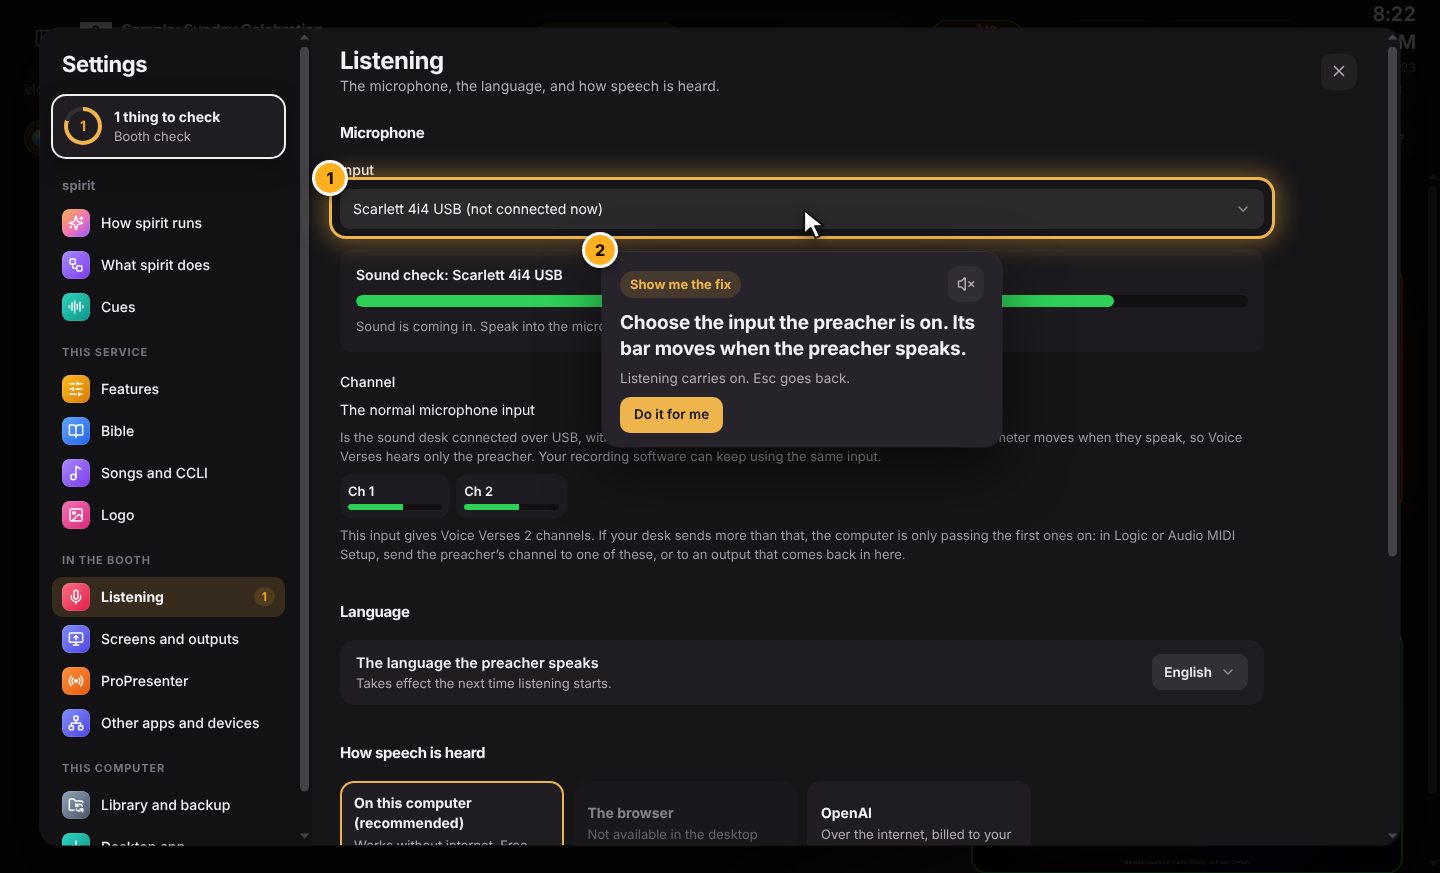 8:22
Settings
1
1 thing to check
Booth check
spirit
How spirit runs
What spirit does
Cues
THIS SERVICE
Features
Bible
Songs and CCLI
Logo
IN THE BOOTH
Listening
1
Screens and outputs
ProPresenter
Other apps and devices
THIS COMPUTER
Library and backup
Listening
The microphone, the language, and how speech is heard.
Microphone
1
Scarlett 4i4 USB (not connected now)
2
Sound check: Scarlett 4i4 USB
Sound is coming in. Speak into the
Show me the fix
Choose the input the preacher is on. Its
bar moves when the preacher speaks.
Listening carries on. Esc goes back.
Do it for me
Channel
The normal microphone input
Is the sound desk connected over USB,
moves when they speak, so Voice
Verses hears only the preacher. Your recording software can keep using the same input.
Ch 1
Ch 2
This input gives Voice Verses 2 channels. If your desk sends more than that, the computer is only passing the first ones on: in Logic or Audio MIDI
Setup, send the preacher’s channel to one of these, or to an output that comes back in here.
Language
The language the preacher speaks
Takes effect the next time listening starts.
English
How speech is heard
On this computer
(recommended)
The browser
Not available in the desktop
OpenAI
Over the internet, billed to your